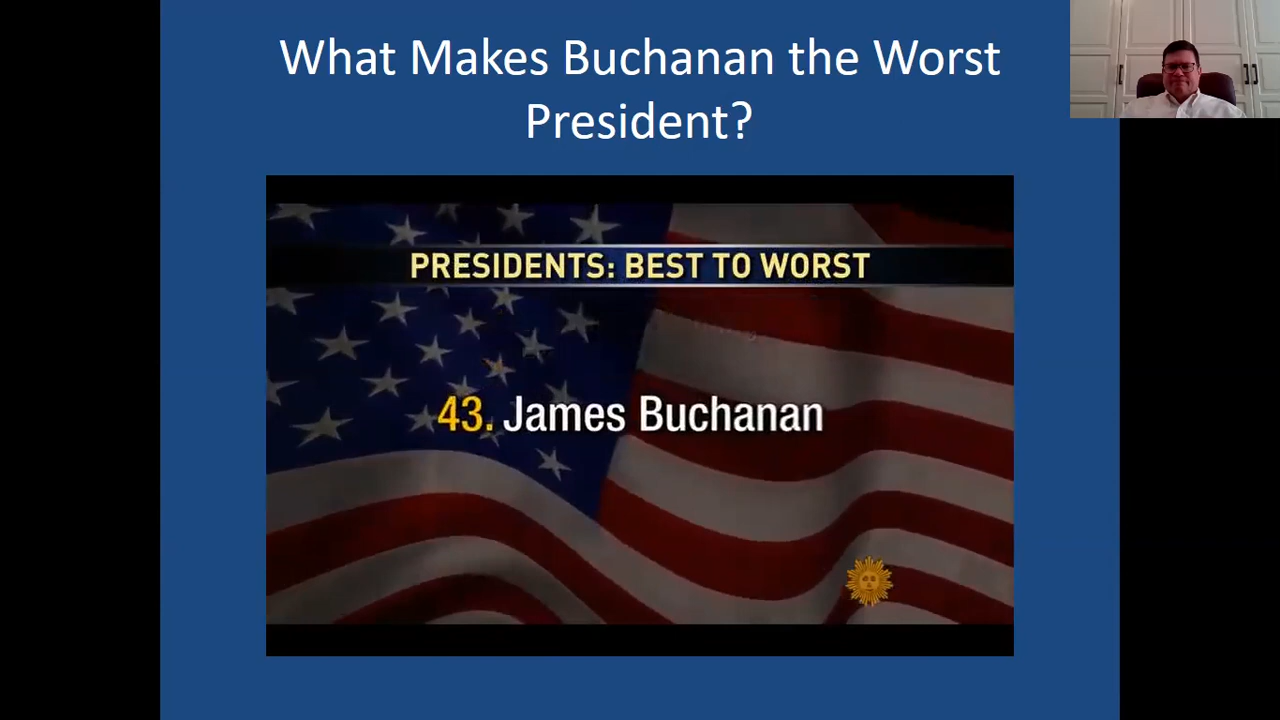 What Makes Buchanan the Worst
President?
PRESIDENTS: BEST TO WORST
43. James Buchanan